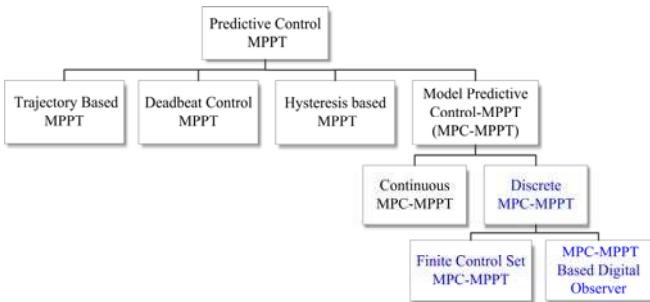 Predictive Control
MPPT
Trajectory Based
MPPT
Deadbeat Control
MPPT
Hysteresis based
MPPT
Model Predictive
Control-MPPT
(MPC-MPPT)
Continuous
MPC-MPPT
Discrete
MPC-MPPT
Finite Control Set
MPC-MPPT
MPC-MPPT
Based Digital
Observer